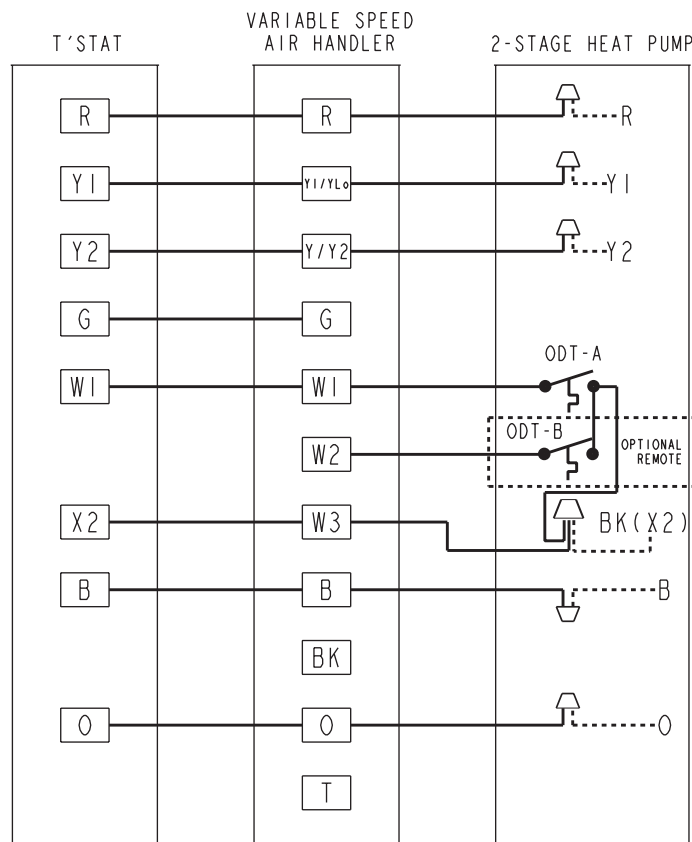 T'STAT
VARIABLE SPEED
AIR HANDLER
2-STAGE HEAT PUMP
R R R
Y1 Y1/YLo Y1
Y2 Y/Y2 Y2
G G
ODT-A
W1 W1
ODT-B
W2
OPTIONAL
REMOTE
X2 W3 BK(X2)
B B B
BK
O O O
T